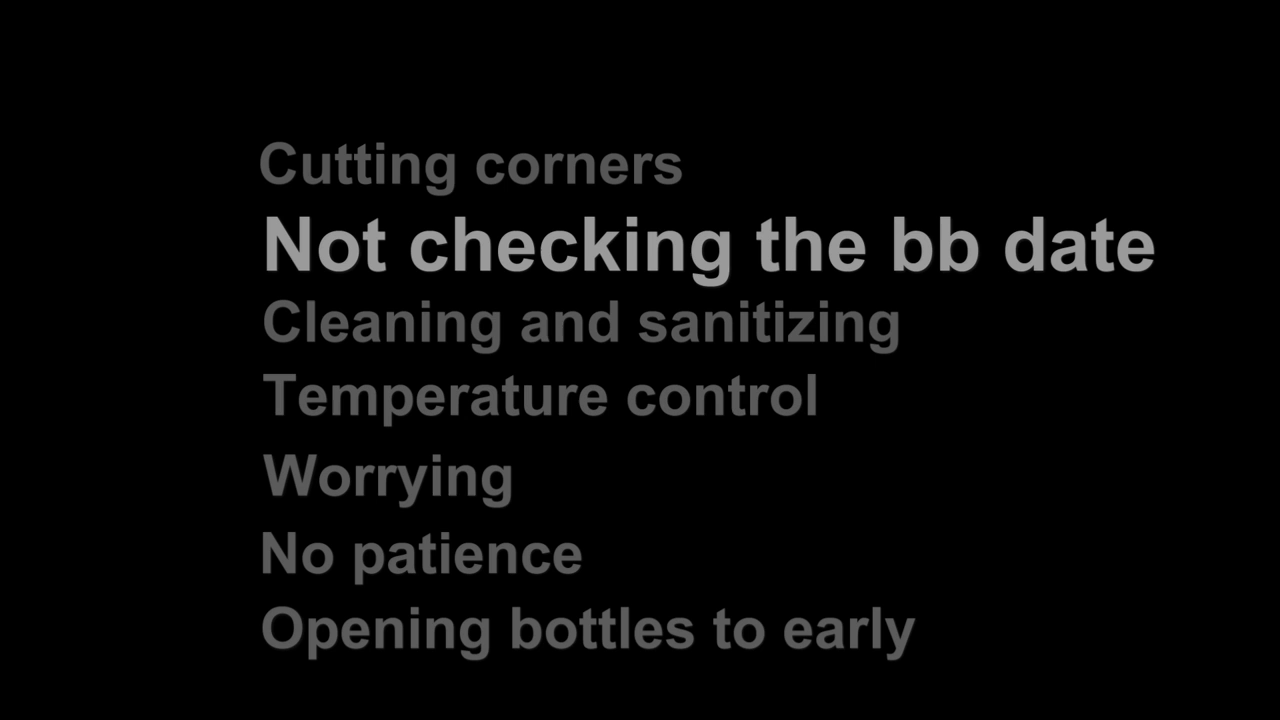 Cutting corners
Not checking the bb date
Cleaning and sanitizing
Temperature control
Worrying
No patience
Opening bottles to early